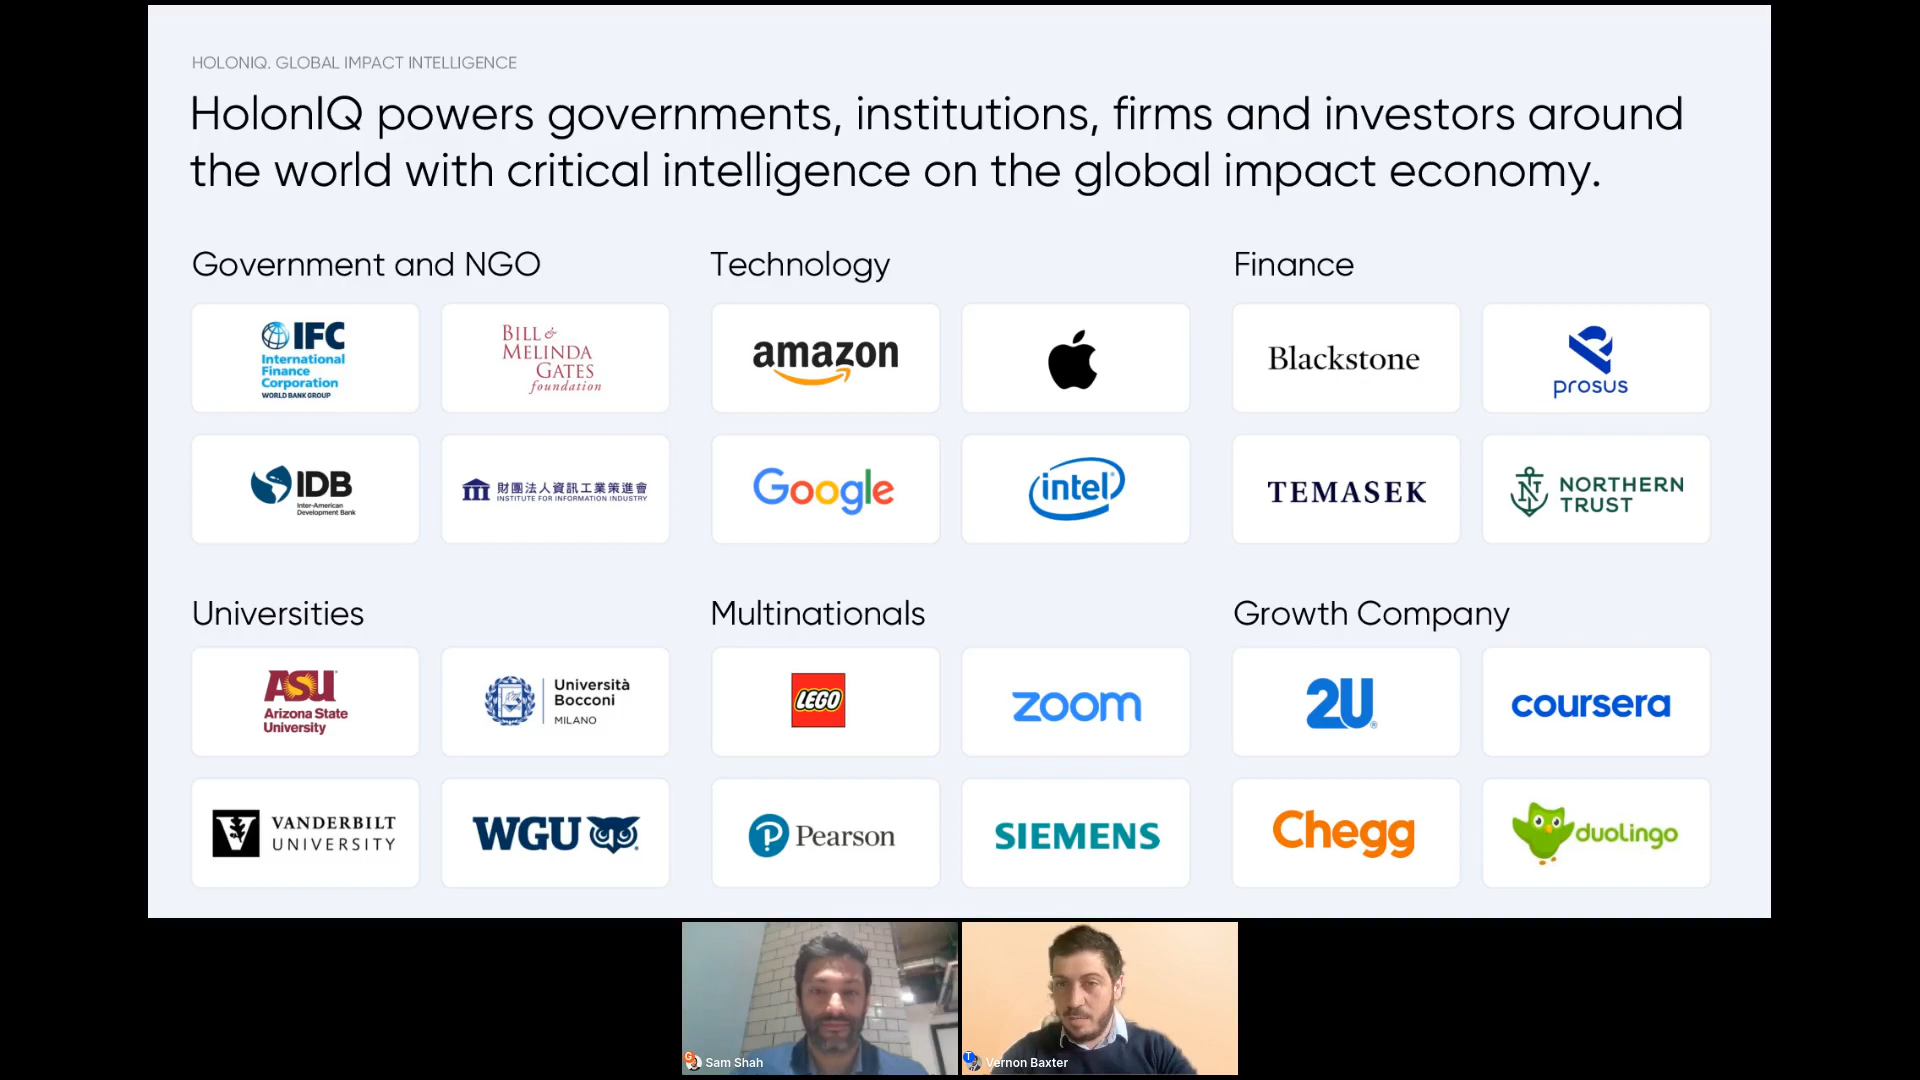 HOLONIQ. GLOBAL IMPACT INTELLIGENCE
HolonIQ powers governments, institutions, firms and investors around
the world with critical intelligence on the global impact economy.
Government and NGO
IFC
International
Finance
Corporation
WORLD BANK GROUP
BILL &
MELINDA
GATES
foundation
IDB
Inter-American
Development Bank
財團法人資訊工業策進會
INSTITUTE FOR INFORMATION INDUSTRY
Technology
amazon
Google
intel
Finance
Blackstone
prosus
TEMASEK
NORTHERN
TRUST
Universities
ASU
Arizona State
University
Università
Bocconi
MILANO
VANDERBILT
UNIVERSITY
WGU
Multinationals
LEGO
zoom
Pearson
SIEMENS
Growth Company
2U
coursera
Chegg
duolingo
Sam Shah
Vernon Baxter